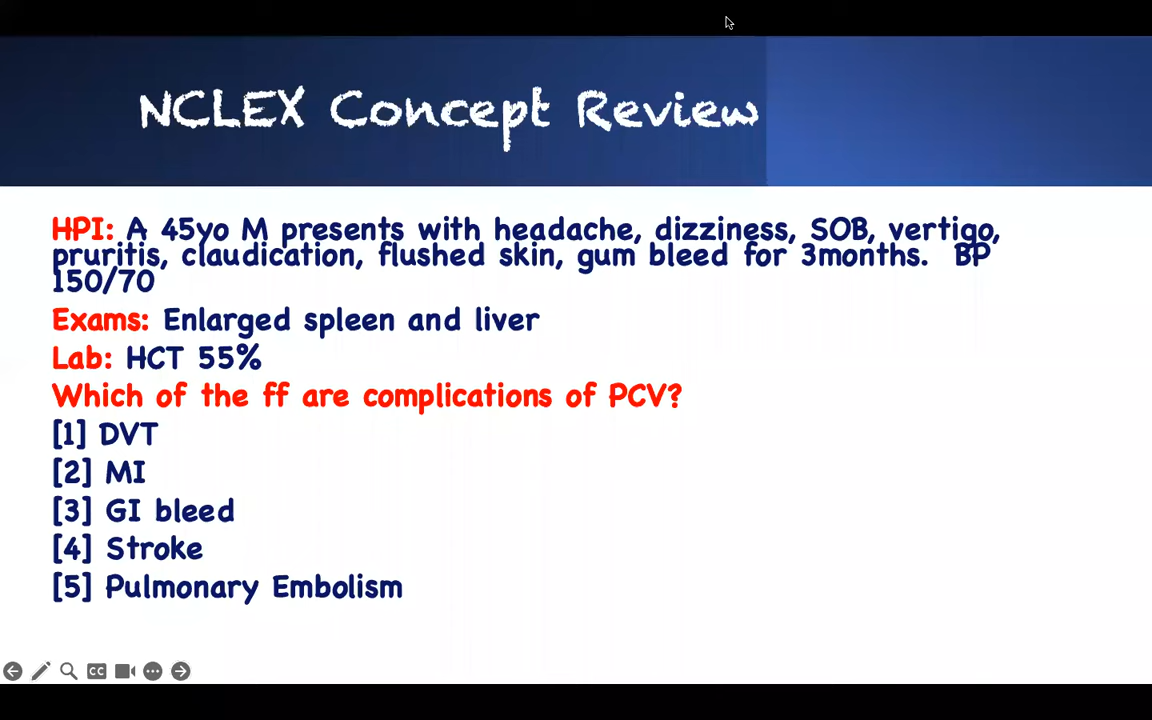 NCLEX Concept Review
HPI: A 45yo M presents with headache, dizziness, SOB, vertigo,
pruritis, claudication, flushed skin, gum bleed for 3months. BP
150/70
Exams: Enlarged spleen and liver
Lab: HCT 55%
Which of the ff are complications of PCV?
[1] DVT
[2] MI
[3] GI bleed
[4] Stroke
[5] Pulmonary Embolism
CC